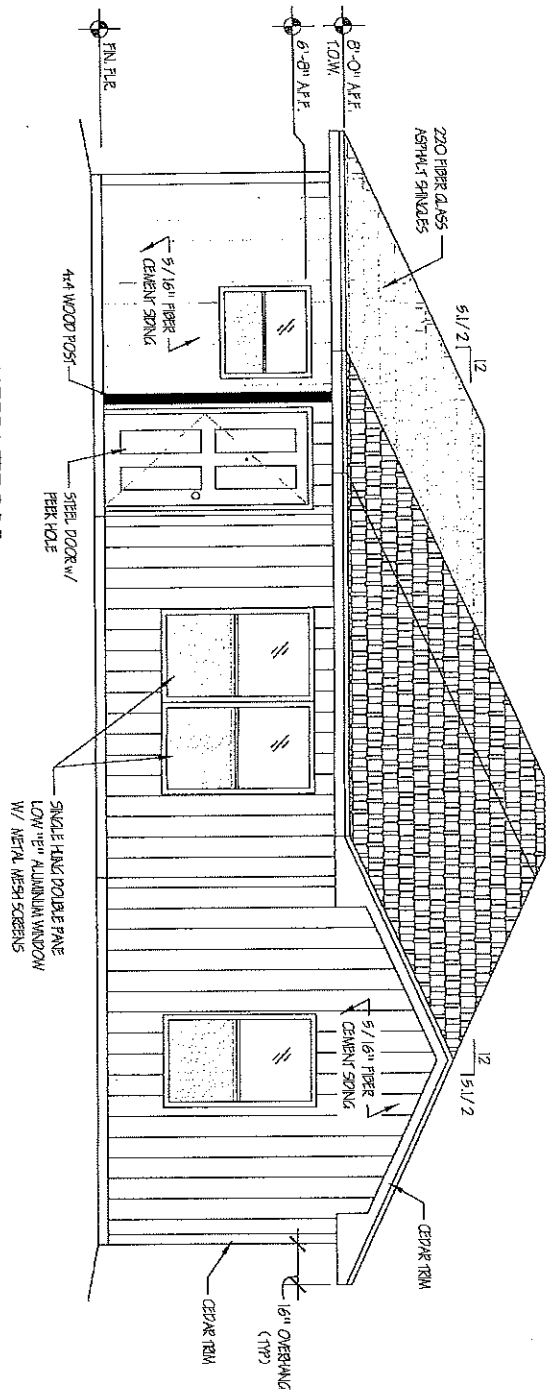 8'-0" A.F.F.
T.O.W.
6'-8" A.F.F.
FIN. FLR.
220 FIBER GLASS
ASPHALT SHINGLES
12
5.1/2
12
5.1/2
CEDAR TRIM
16" OVERHANG
(TYP.)
CEDAR TRIM
5/16" FIBER
CEMENT SIDING
5/16" FIBER
CEMENT SIDING
4x4 WOOD POST
STEEL DOOR w/
PEEK HOLE
SINGLE HUNG DOUBLE PANE
LOW "E" ALUMINUM WINDOW
W/ METAL MESH SCREENS